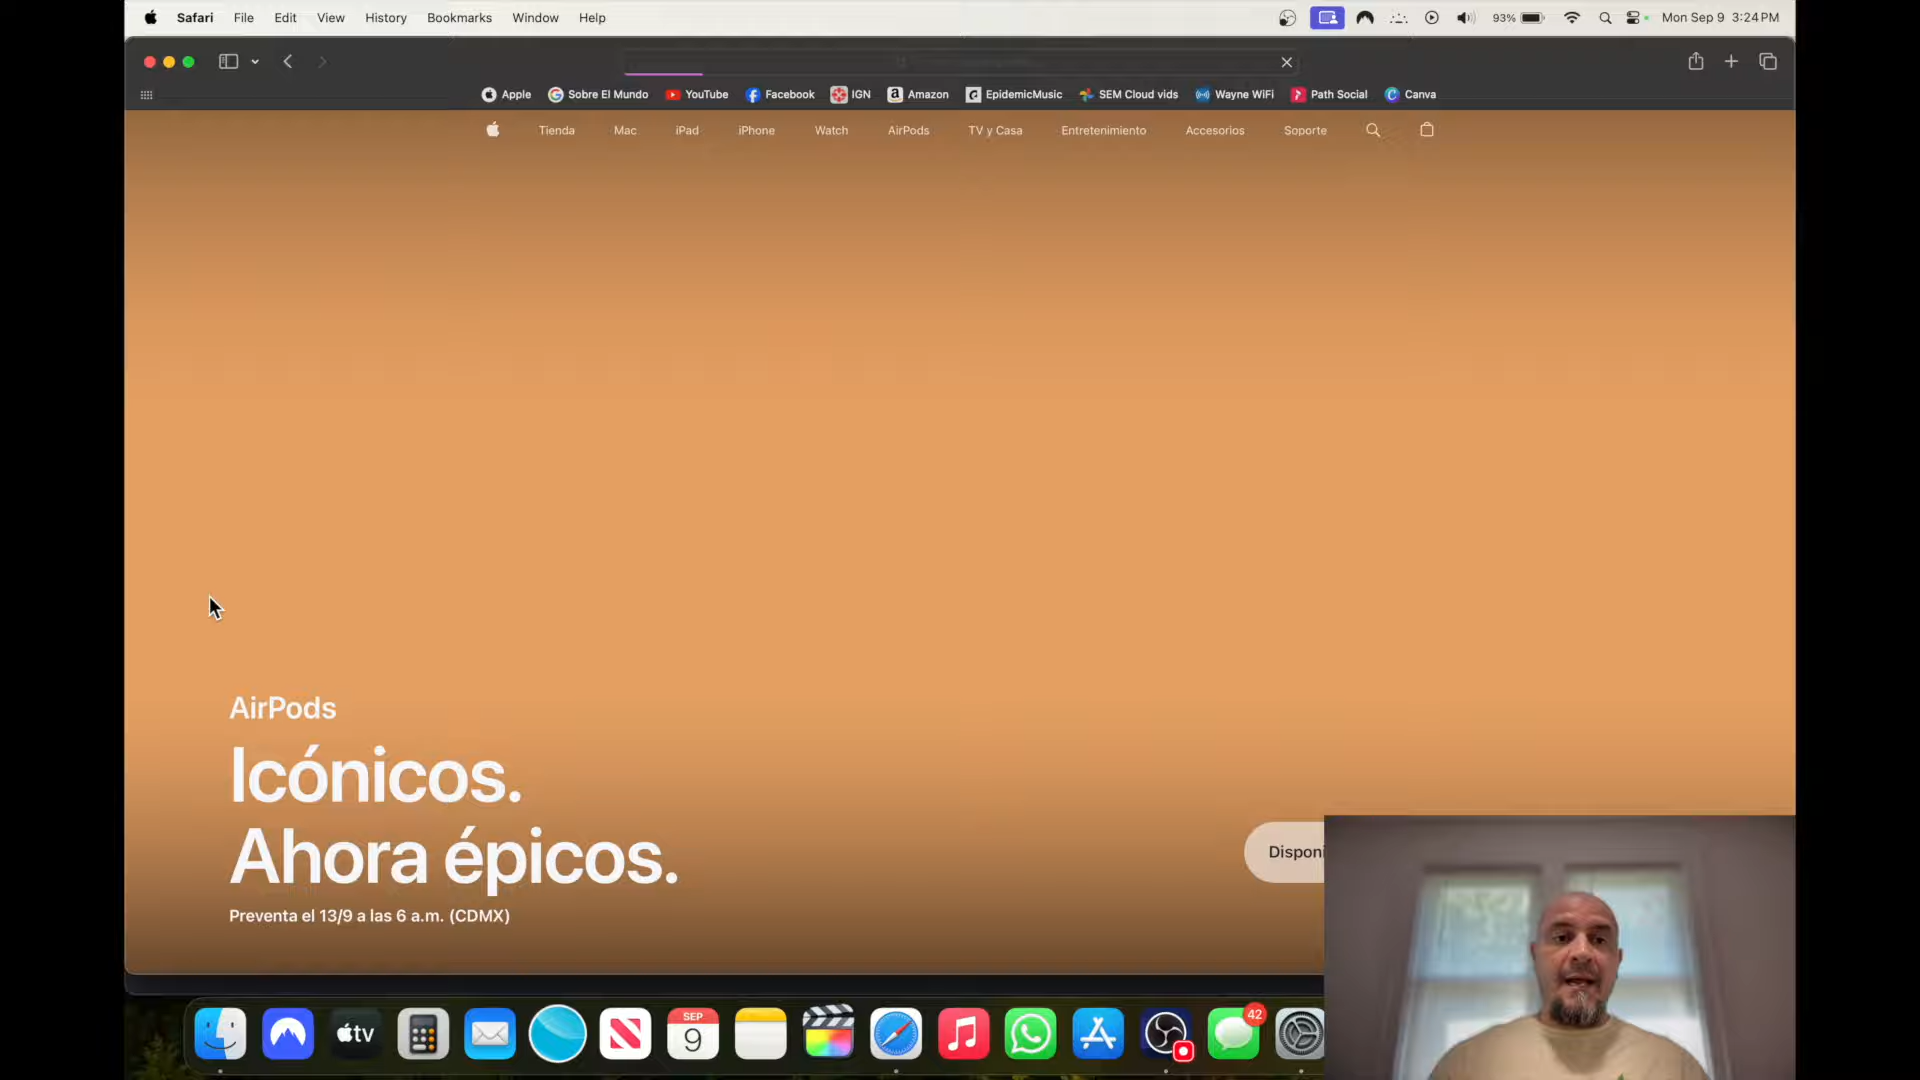 Safari File Edit View History Bookmarks Window Help 93% Mon Sep 9 3:24 PM
Apple Sobre El Mundo YouTube Facebook IGN Amazon EpidemicMusic SEM Cloud vids Wayne WiFi Path Social Canva
Tienda Mac iPad iPhone Watch AirPods TV y Casa Entretenimiento Accesorios Soporte
AirPods
Icónicos.
Ahora épicos.
Disponi
Preventa el 13/9 a las 6 a.m. (CDMX)
tv SEP 9 42